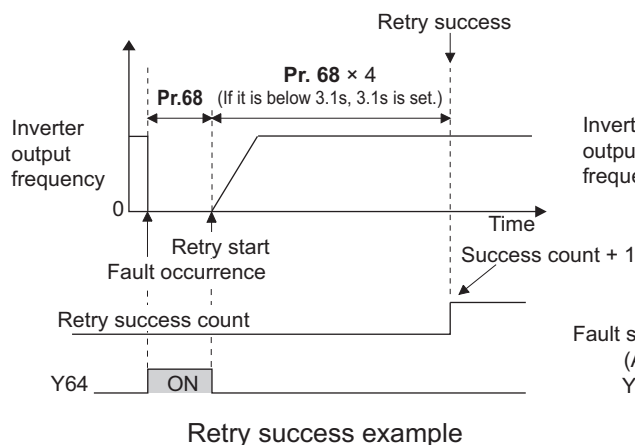 Retry success
Pr. 68 × 4
Pr.68
(If it is below 3.1s, 3.1s is set.)
Inverter
output
frequency
0
Time
Retry start
Fault occurrence
Success count + 1
Retry success count
Y64
ON
Retry success example
Invert
outpu
freque
Fault s
(A
Y